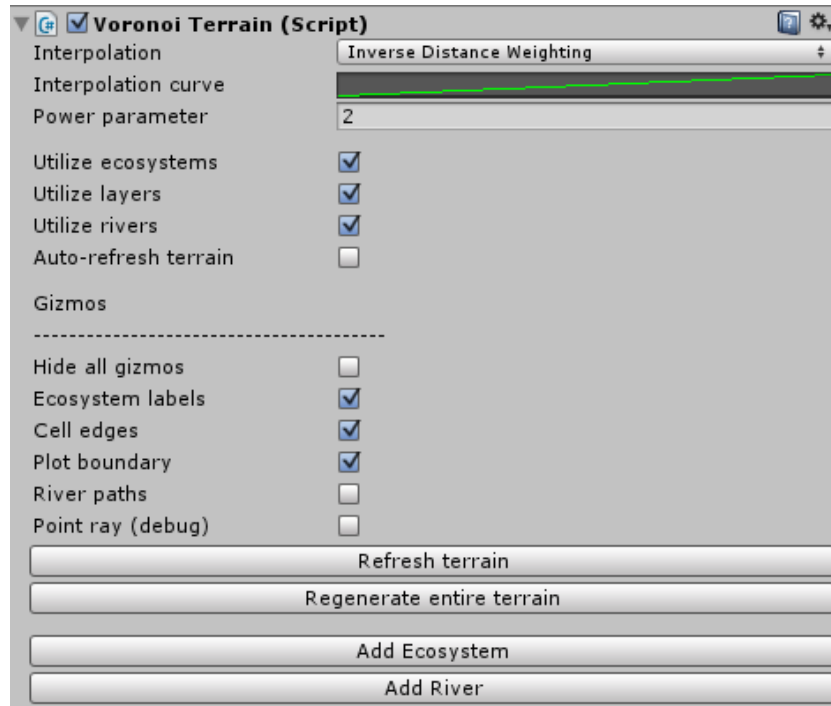 Voronoi Terrain (Script)
Interpolation Inverse Distance Weighting
Interpolation curve
Power parameter 2
Utilize ecosystems
Utilize layers
Utilize rivers
Auto-refresh terrain
Gizmos
---------------------------------------
Hide all gizmos
Ecosystem labels
Cell edges
Plot boundary
River paths
Point ray (debug)
Refresh terrain
Regenerate entire terrain
Add Ecosystem
Add River